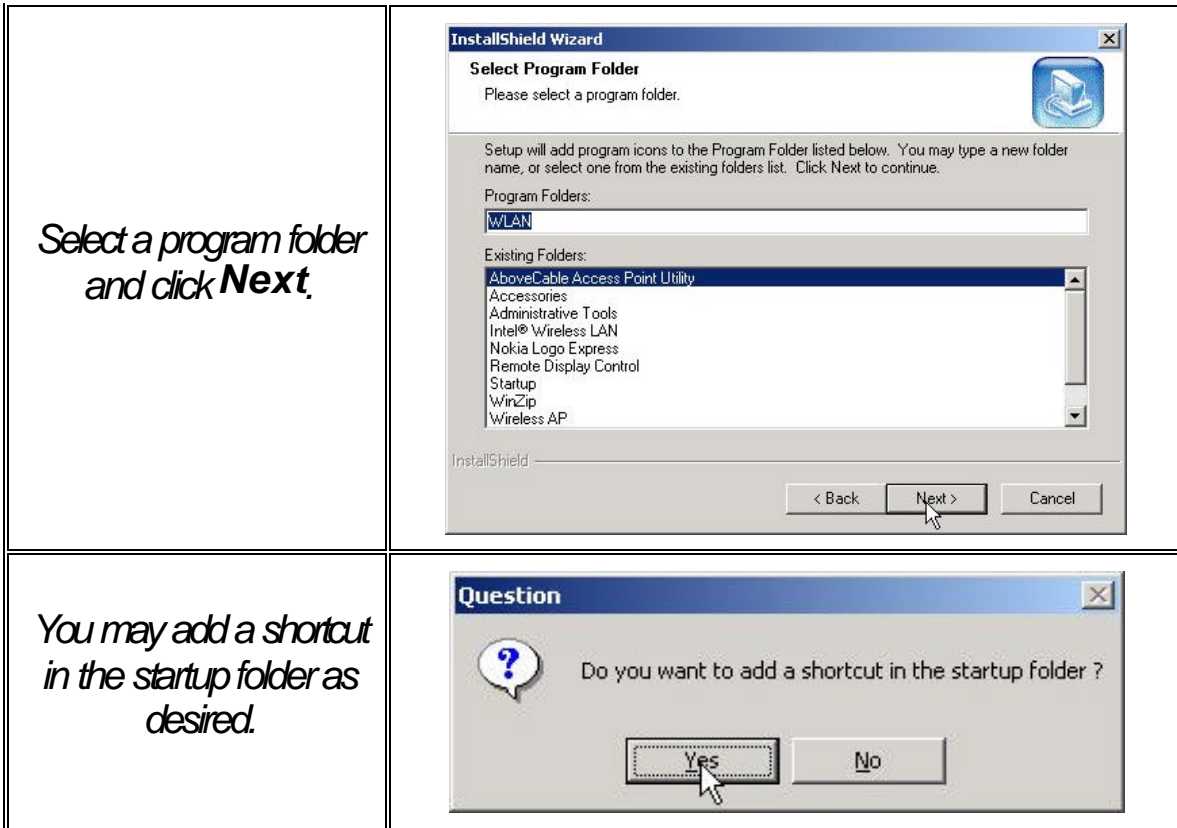 Select a program folder
and click Next.
InstallShield Wizard
Select Program Folder
Please select a program folder.
Setup will add program icons to the Program Folder listed below. You may type a new folder
name, or select one from the existing folders list. Click Next to continue.
Program Folders:
WLAN
Existing Folders:
AboveCable Access Point Utility
Accessories
Administrative Tools
Intel® Wireless LAN
Nokia Logo Express
Remote Display Control
Startup
WinZip
Wireless AP
InstallShield
< Back Next > Cancel
You may add a shortcut
in the startup folder as
desired.
Question
Do you want to add a shortcut in the startup folder ?
Yes No